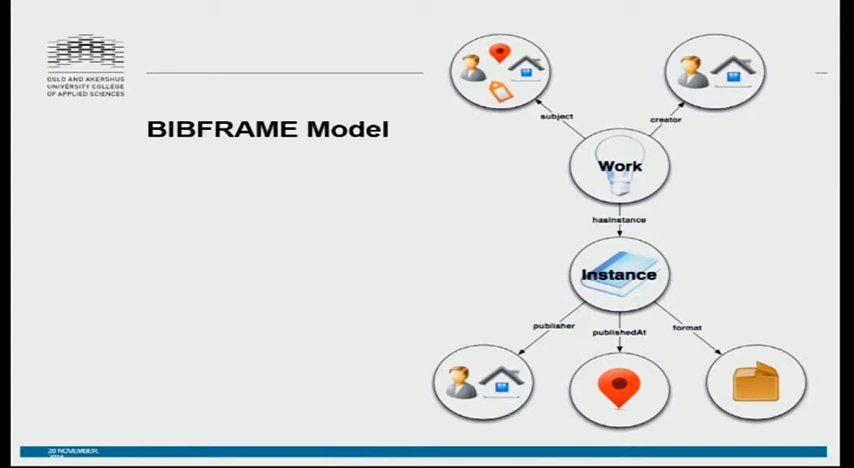 OSLO AND AKERSHUS
UNIVERSITY COLLEGE
OF APPLIED SCIENCES
BIBFRAME Model
subject
creator
Work
hasInstance
Instance
publisher
publishedAt
format
20 NOVEMBER,